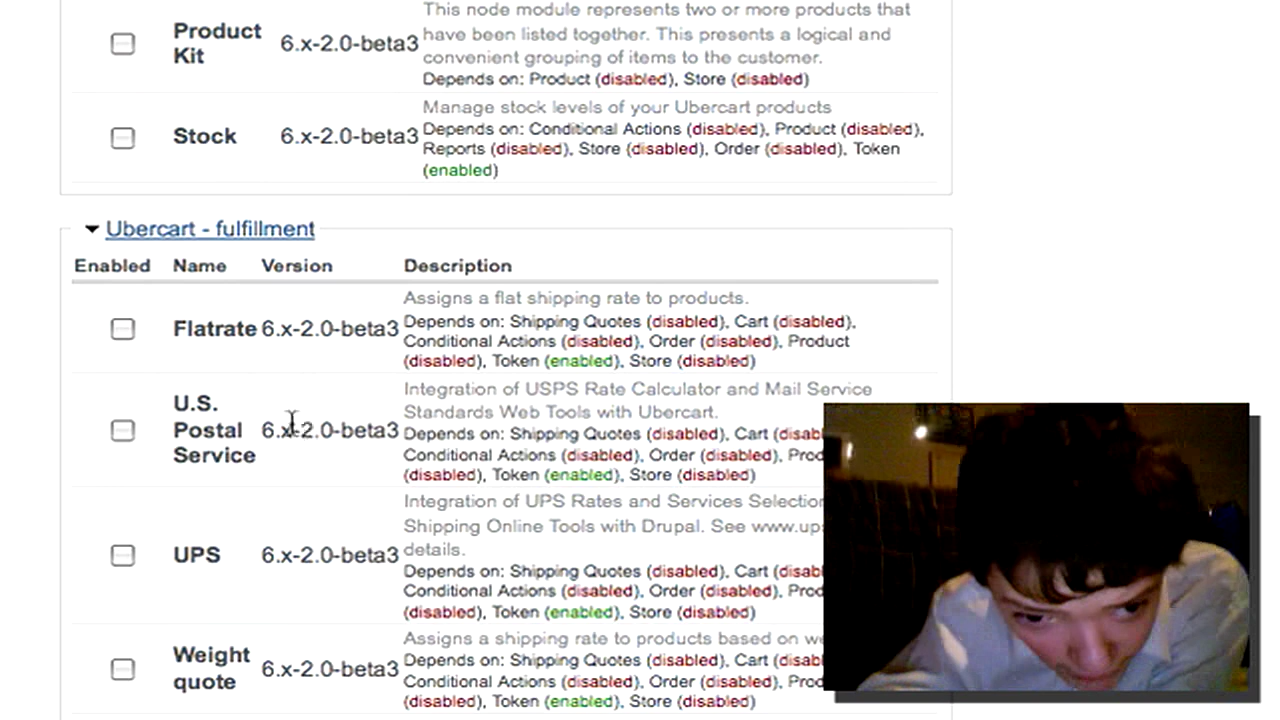 This node module represents two or more products that
Product Kit 6.x-2.0-beta3 have been listed together. This presents a logical and
convenient grouping of items to the customer.
Depends on: Product (disabled), Store (disabled)
Manage stock levels of your Ubercart products
Stock 6.x-2.0-beta3 Depends on: Conditional Actions (disabled), Product (disabled),
Reports (disabled), Store (disabled), Order (disabled), Token
(enabled)
Ubercart - fulfillment
Enabled Name Version Description
Assigns a flat shipping rate to products.
Flatrate 6.x-2.0-beta3 Depends on: Shipping Quotes (disabled), Cart (disabled),
Conditional Actions (disabled), Order (disabled), Product
(disabled), Token (enabled), Store (disabled)
Integration of USPS Rate Calculator and Mail Service
U.S. Postal Service 6.x-2.0-beta3 Standards Web Tools with Ubercart.
Depends on: Shipping Quotes (disabled), Cart
Conditional Actions (disabled), Order (disabled),
(disabled), Token (enabled), Store (disabled)
Integration of UPS Rates and Services Selection
UPS 6.x-2.0-beta3 Shipping Online Tools with Drupal. See
details.
Depends on: Shipping Quotes (disabled), Cart
Conditional Actions (disabled), Order (disabled),
(disabled), Token (enabled), Store (disabled)
Assigns a shipping rate to products based on
Weight quote 6.x-2.0-beta3 Depends on: Shipping Quotes (disabled), Cart
Conditional Actions (disabled), Order (disabled),
(disabled), Token (enabled), Store (disabled)